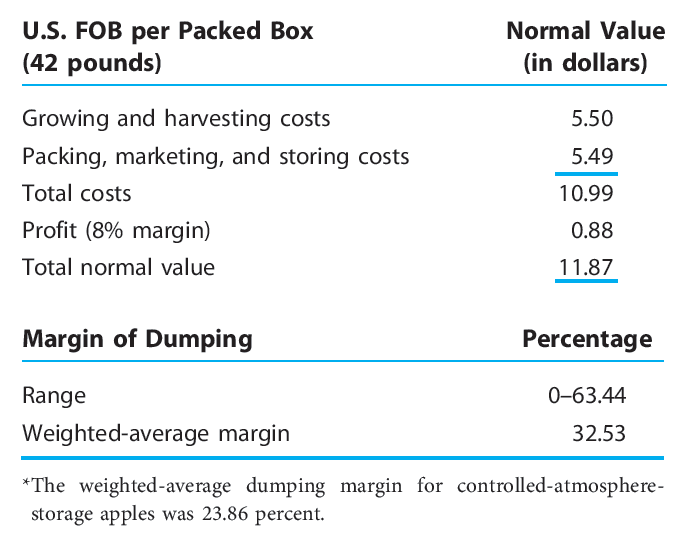 U.S. FOB per Packed Box Normal Value
(42 pounds) (in dollars)
Growing and harvesting costs 5.50
Packing, marketing, and storing costs 5.49
Total costs 10.99
Profit (8% margin) 0.88
Total normal value 11.87
Margin of Dumping Percentage
Range 0–63.44
Weighted-average margin 32.53
*The weighted-average dumping margin for controlled-atmosphere-
storage apples was 23.86 percent.